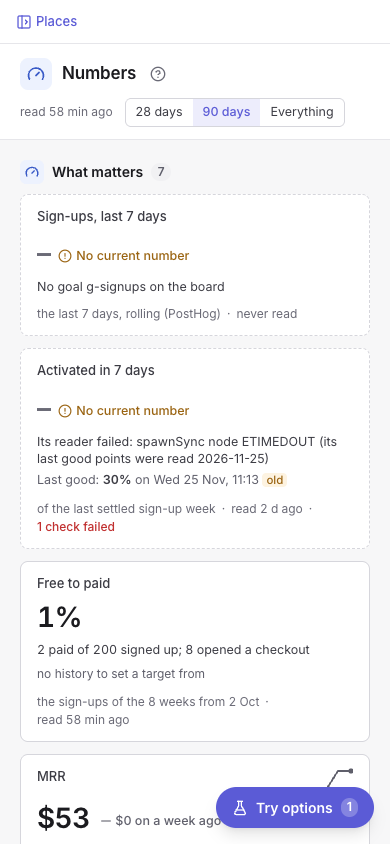 Places
Numbers
read 58 min ago
28 days
90 days
Everything
What matters 7
Sign-ups, last 7 days
— No current number
No goal g-signups on the board
the last 7 days, rolling (PostHog) · never read
Activated in 7 days
— No current number
Its reader failed: spawnSync node ETIMEDOUT (its
last good points were read 2026-11-25)
Last good: 30% on Wed 25 Nov, 11:13 old
of the last settled sign-up week · read 2 d ago ·
1 check failed
Free to paid
1%
2 paid of 200 signed up; 8 opened a checkout
no history to set a target from
the sign-ups of the 8 weeks from 2 Oct ·
read 58 min ago
MRR
$53 — $0 on a week ago
Try options 1